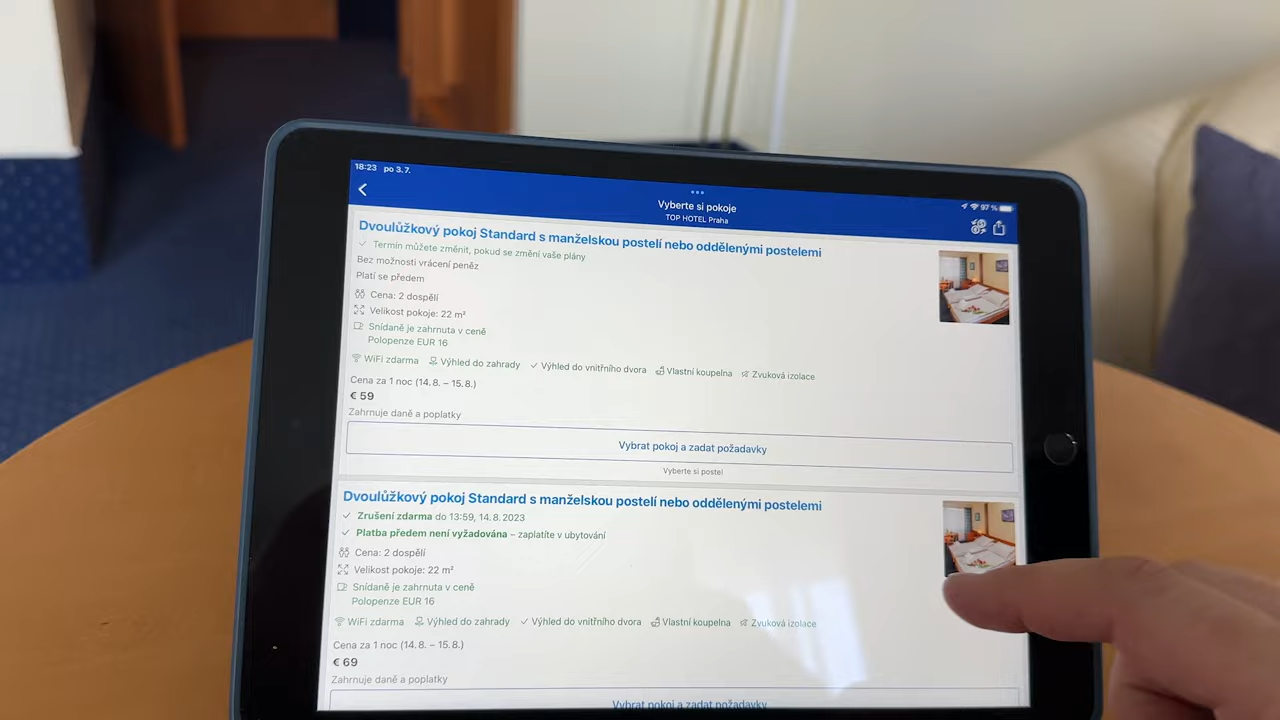 18:23 po 3. 7.
97 %
Vyberte si pokoje
TOP HOTEL Praha
Dvoulůžkový pokoj Standard s manželskou postelí nebo oddělenými postelemi
Termín můžete změnit, pokud se změní vaše plány
Bez možnosti vrácení peněz
Platí se předem
Cena: 2 dospělí
Velikost pokoje: 22 m²
Snídaně je zahrnuta v ceně
Polopenze EUR 16
WiFi zdarma Výhled do zahrady Výhled do vnitřního dvora Vlastní koupelna Zvuková izolace
Cena za 1 noc (14. 8. – 15. 8.)
€ 59
Zahrnuje daně a poplatky
Vybrat pokoj a zadat požadavky
Vyberte si postel
Dvoulůžkový pokoj Standard s manželskou postelí nebo oddělenými postelemi
Zrušení zdarma do 13:59, 14. 8. 2023
Platba předem není vyžadována – zaplatíte v ubytování
Cena: 2 dospělí
Velikost pokoje: 22 m²
Snídaně je zahrnuta v ceně
Polopenze EUR 16
WiFi zdarma Výhled do zahrady Výhled do vnitřního dvora Vlastní koupelna Zvuková izolace
Cena za 1 noc (14. 8. – 15. 8.)
€ 69
Zahrnuje daně a poplatky
Vybrat pokoj a zadat požadavky